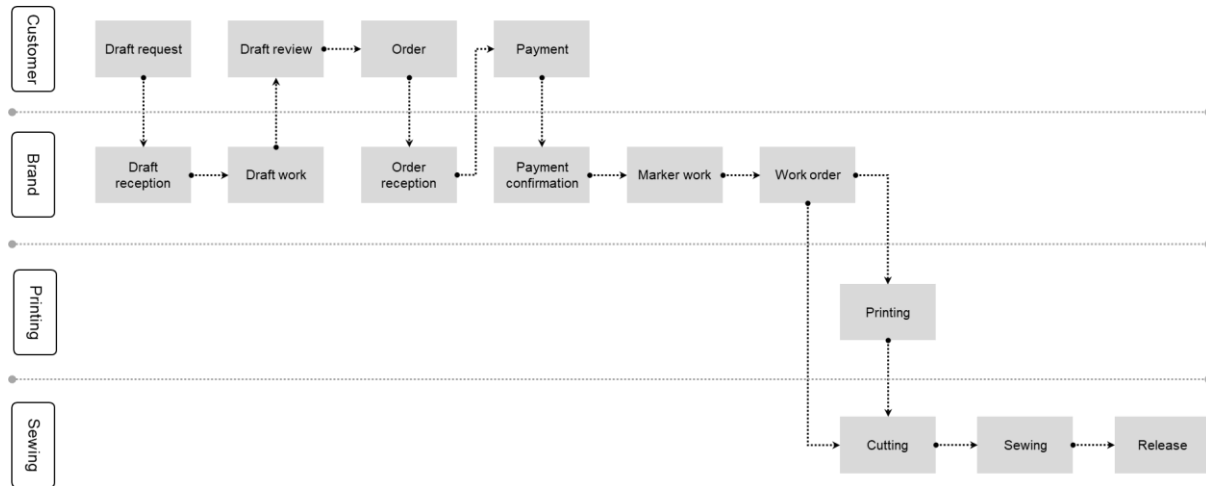 Customer
Draft request
Draft review
Order
Payment
Brand
Draft
reception
Draft work
Order
reception
Payment
confirmation
Marker work
Work order
Printing
Printing
Sewing
Cutting
Sewing
Release